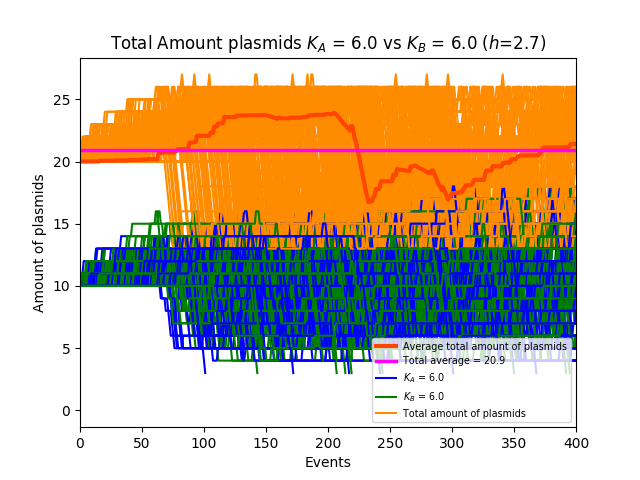 Total Amount plasmids K_A = 6.0 vs K_B = 6.0 (h=2.7)
Amount of plasmids
25
20
15
10
5
0
0 50 100 150 200 250 300 350 400
Events
Average total amount of plasmids
Total average = 20.9
K_A = 6.0
K_B = 6.0
Total amount of plasmids